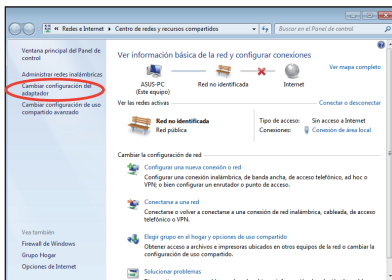 « Redes e Internet ▸ Centro de redes y recursos compartidos
Buscar en el Panel de control
Ventana principal del Panel de
control
Administrar redes inalámbricas
Cambiar configuración del
adaptador
Cambiar configuración de uso
compartido avanzado
Vea también
Firewall de Windows
Grupo Hogar
Opciones de Internet
Ver información básica de la red y configurar conexiones
Ver mapa completo
ASUS-PC
(Este equipo)
Red no identificada
Internet
Ver las redes activas
Conectar o desconectar
Red no identificada
Red pública
Tipo de acceso: Sin acceso a Internet
Conexiones: Conexión de área local
Cambiar la configuración de red
Configurar una nueva conexión o red
Configurar una conexión inalámbrica, de banda ancha, de acceso telefónico, ad hoc o
VPN; o bien configurar un enrutador o punto de acceso.
Conectarse a una red
Conectarse o volver a conectarse a una conexión de red inalámbrica, cableada, de acceso
telefónico o VPN.
Elegir grupo en el hogar y opciones de uso compartido
Obtener acceso a archivos e impresoras ubicados en otros equipos de la red o cambiar la
configuración de uso compartido.
Solucionar problemas